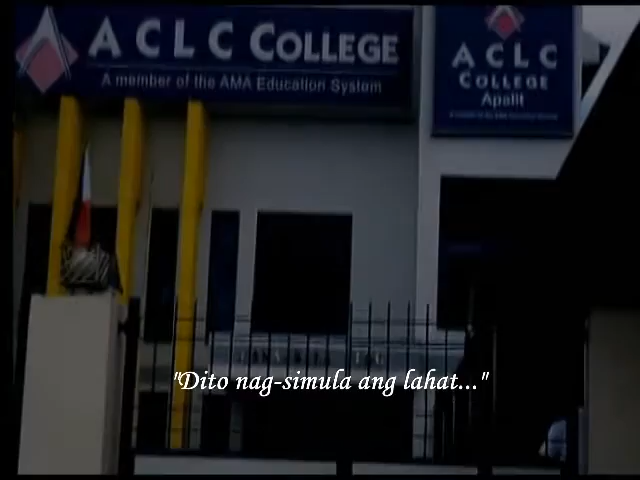 ACLC COLLEGE
A member of the AMA Education System
ACLC
COLLEGE
Apalit
"Dito nag-simula ang lahat..."